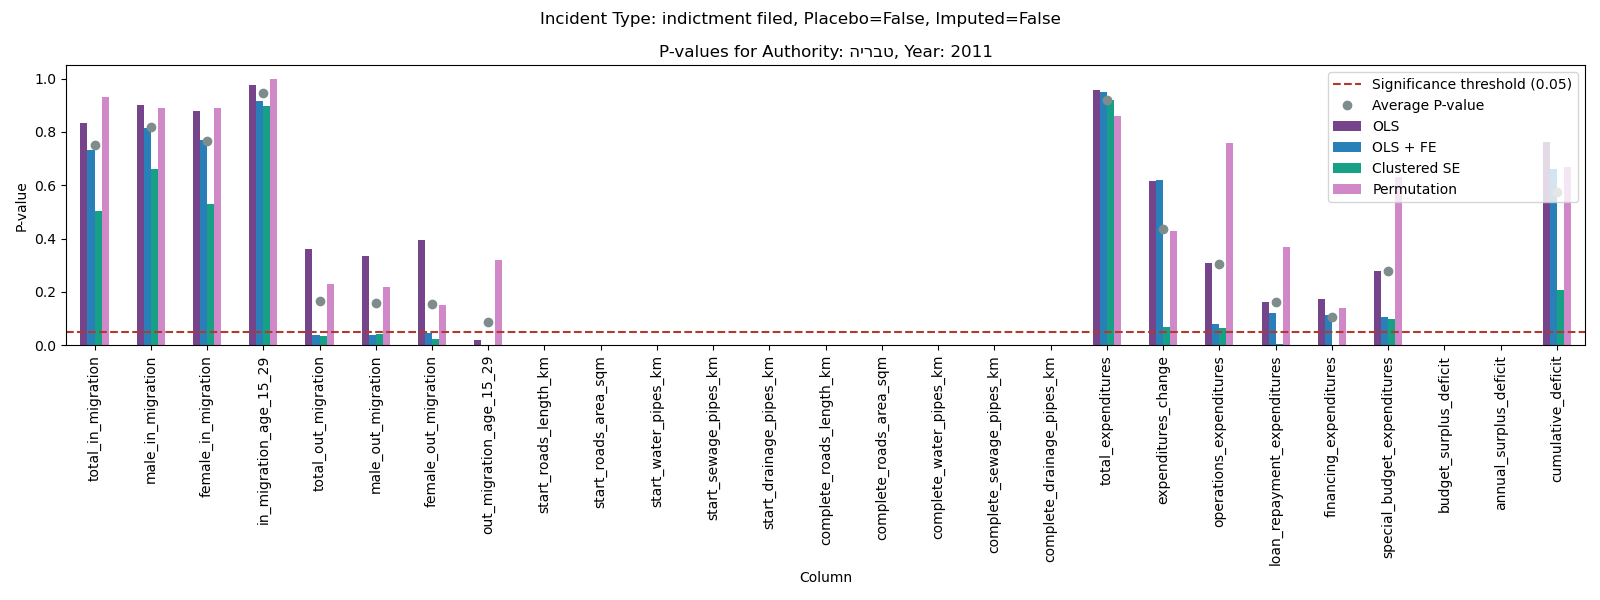 Incident Type: indictment filed, Placebo=False, Imputed=False
P-values for Authority: טבריה, Year: 2011
P-value
1.0
0.8
0.6
0.4
0.2
0.0
Significance threshold (0.05)
Average P-value
OLS
OLS + FE
Clustered SE
Permutation
total_in_migration
male_in_migration
female_in_migration
in_migration_age_15_29
total_out_migration
male_out_migration
female_out_migration
out_migration_age_15_29
start_roads_length_km
start_roads_area_sqm
start_water_pipes_km
start_sewage_pipes_km
start_drainage_pipes_km
complete_roads_length_km
complete_roads_area_sqm
complete_water_pipes_km
complete_sewage_pipes_km
complete_drainage_pipes_km
total_expenditures
expenditures_change
operations_expenditures
loan_repayment_expenditures
financing_expenditures
special_budget_expenditures
budget_surplus_deficit
annual_surplus_deficit
cumulative_deficit
Column